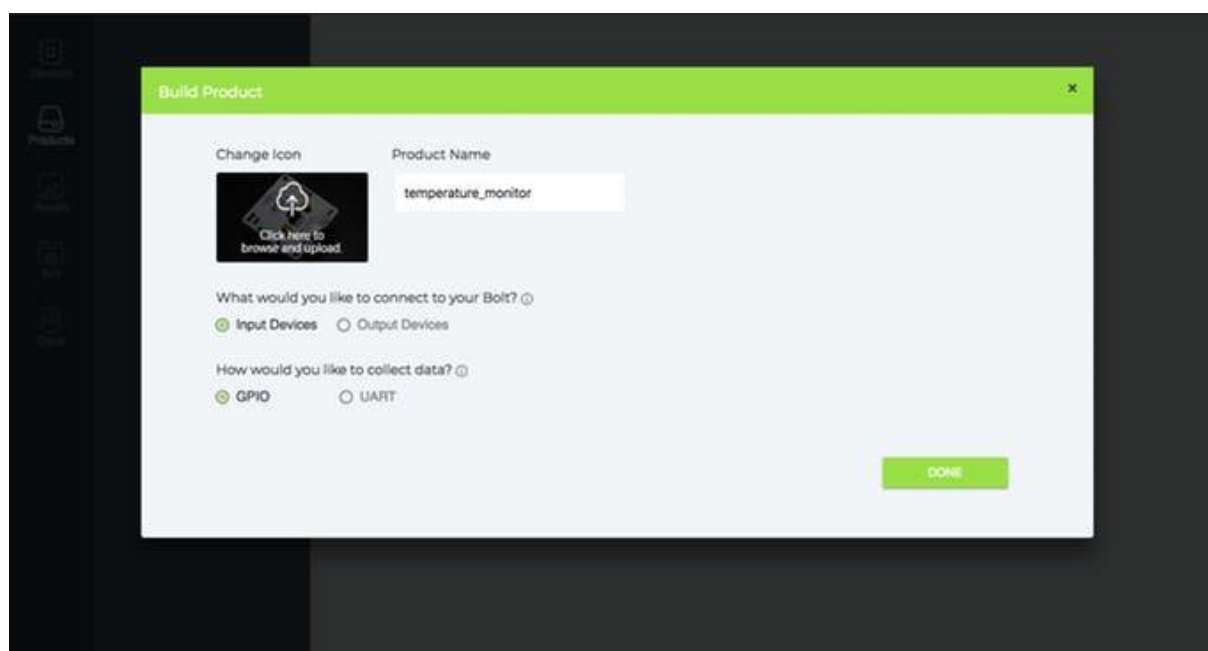 Build Product
×
Change Icon
Product Name
Click here to
browse and upload
temperature_monitor
What would you like to connect to your Bolt?
Input Devices
Output Devices
How would you like to collect data?
GPIO
UART
DONE
Products